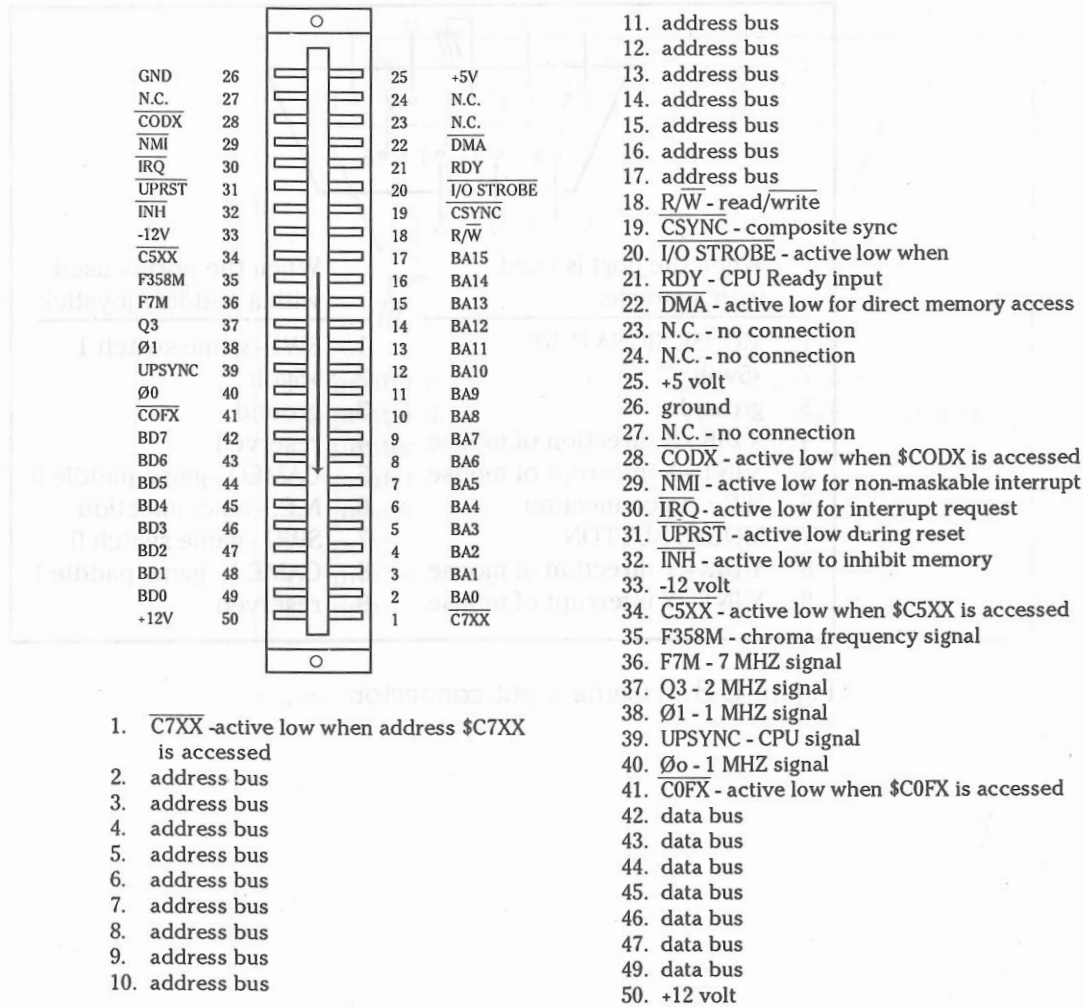 GND 26 25 +5V
N.C. 27 24 N.C.
CODX 28 23 N.C.
NMI 29 22 DMA
IRQ 30 21 RDY
UPRST 31 20 I/O STROBE
INH 32 19 CSYNC
-12V 33 18 R/W
C5XX 34 17 BA15
F358M 35 16 BA14
F7M 36 15 BA13
Q3 37 14 BA12
Ø1 38 13 BA11
UPSYNC 39 12 BA10
Ø0 40 11 BA9
COFX 41 10 BA8
BD7 42 9 BA7
BD6 43 8 BA6
BD5 44 7 BA5
BD4 45 6 BA4
BD3 46 5 BA3
BD2 47 4 BA2
BD1 48 3 BA1
BD0 49 2 BA0
+12V 50 1 C7XX
1. C7XX -active low when address $C7XX
is accessed
2. address bus
3. address bus
4. address bus
5. address bus
6. address bus
7. address bus
8. address bus
9. address bus
10. address bus
11. address bus
12. address bus
13. address bus
14. address bus
15. address bus
16. address bus
17. address bus
18. R/W - read/write
19. CSYNC - composite sync
20. I/O STROBE - active low when
21. RDY - CPU Ready input
22. DMA - active low for direct memory access
23. N.C. - no connection
24. N.C. - no connection
25. +5 volt
26. ground
27. N.C. - no connection
28. CODX - active low when $CODX is accessed
29. NMI - active low for non-maskable interrupt
30. IRQ - active low for interrupt request
31. UPRST - active low during reset
32. INH - active low to inhibit memory
33. -12 volt
34. C5XX - active low when $C5XX is accessed
35. F358M - chroma frequency signal
36. F7M - 7 MHZ signal
37. Q3 - 2 MHZ signal
38. Ø1 - 1 MHZ signal
39. UPSYNC - CPU signal
40. Øo - 1 MHZ signal
41. C0FX - active low when $C0FX is accessed
42. data bus
43. data bus
44. data bus
45. data bus
46. data bus
47. data bus
49. data bus
50. +12 volt